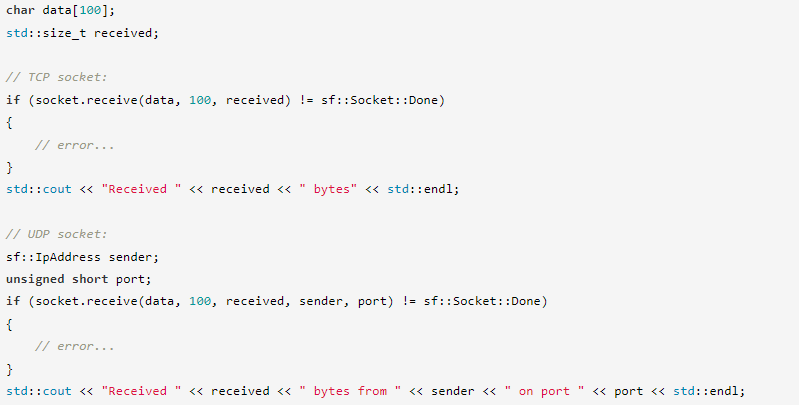 char data[100];
std::size_t received;
// TCP socket:
if (socket.receive(data, 100, received) != sf::Socket::Done)
{
    // error...
}
std::cout << "Received " << received << " bytes" << std::endl;
// UDP socket:
sf::IpAddress sender;
unsigned short port;
if (socket.receive(data, 100, received, sender, port) != sf::Socket::Done)
{
    // error...
}
std::cout << "Received " << received << " bytes from " << sender << " on port " << port << std::endl;